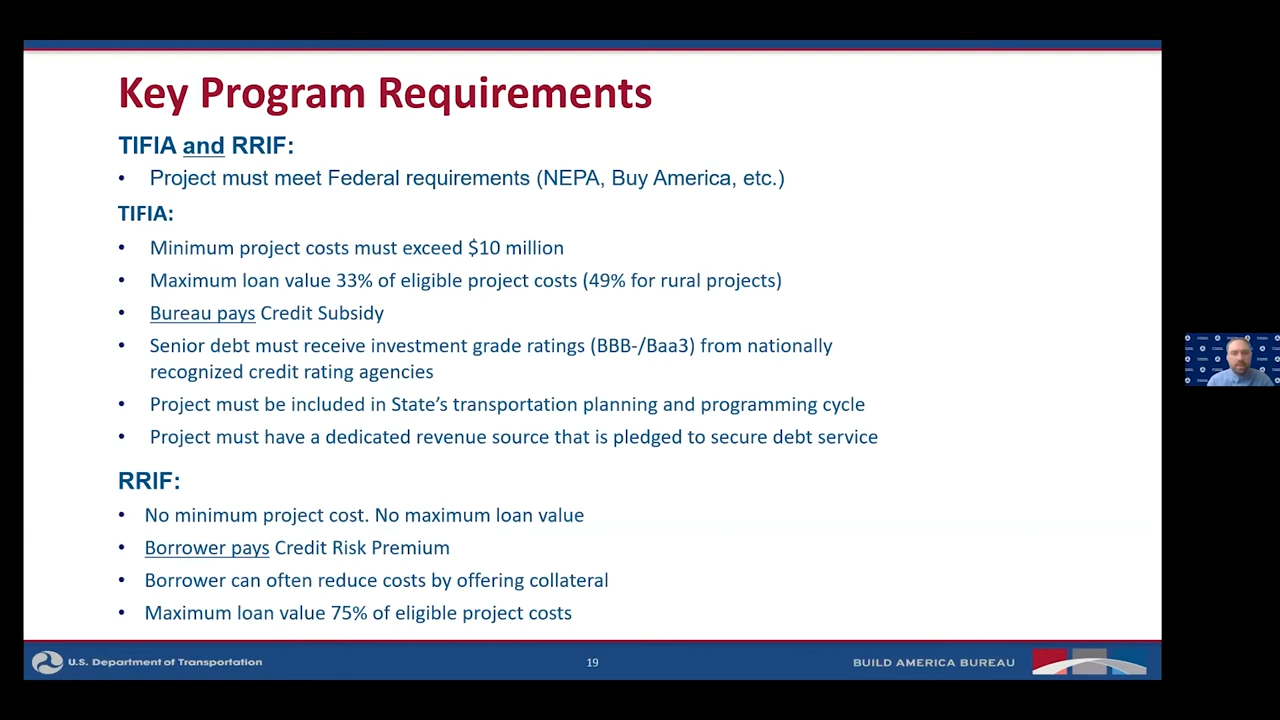 Key Program Requirements
TIFIA and RRIF:
• Project must meet Federal requirements (NEPA, Buy America, etc.)
TIFIA:
• Minimum project costs must exceed $10 million
• Maximum loan value 33% of eligible project costs (49% for rural projects)
• Bureau pays Credit Subsidy
• Senior debt must receive investment grade ratings (BBB-/Baa3) from nationally
recognized credit rating agencies
• Project must be included in State’s transportation planning and programming cycle
• Project must have a dedicated revenue source that is pledged to secure debt service
RRIF:
• No minimum project cost. No maximum loan value
• Borrower pays Credit Risk Premium
• Borrower can often reduce costs by offering collateral
• Maximum loan value 75% of eligible project costs
U.S. Department of Transportation
19
BUILD AMERICA BUREAU